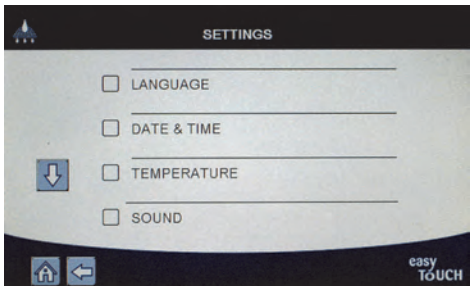 SETTINGS
LANGUAGE
DATE & TIME
TEMPERATURE
SOUND
easy
TOUCH